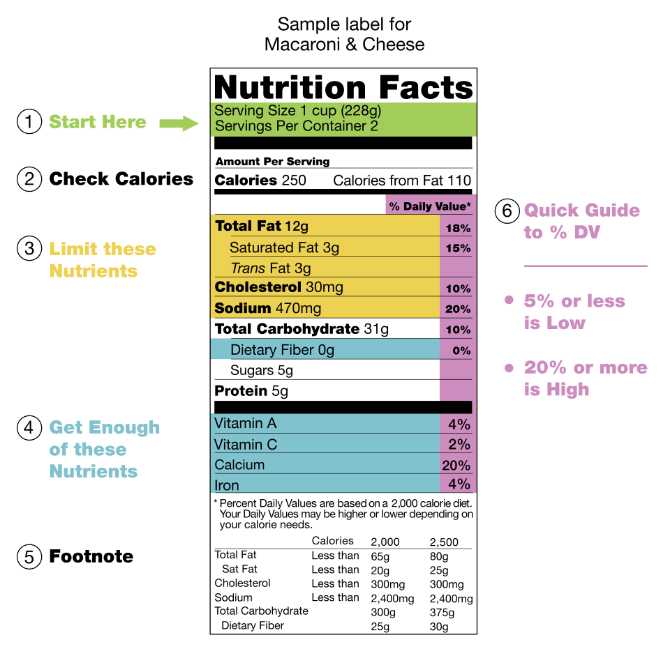 Sample label for
Macaroni & Cheese
Nutrition Facts
① Start Here
Serving Size 1 cup (228g)
Servings Per Container 2
Amount Per Serving
② Check Calories
Calories 250 Calories from Fat 110
% Daily Value*
③ Limit these
Nutrients
Total Fat 12g 18%
Saturated Fat 3g 15%
Trans Fat 3g
Cholesterol 30mg 10%
Sodium 470mg 20%
Total Carbohydrate 31g 10%
Dietary Fiber 0g 0%
Sugars 5g
Protein 5g
④ Get Enough
of these
Nutrients
Vitamin A 4%
Vitamin C 2%
Calcium 20%
Iron 4%
* Percent Daily Values are based on a 2,000 calorie diet.
Your Daily Values may be higher or lower depending on
your calorie needs.
⑤ Footnote
Calories 2,000 2,500
Total Fat Less than 65g 80g
Sat Fat Less than 20g 25g
Cholesterol Less than 300mg 300mg
Sodium Less than 2,400mg 2,400mg
Total Carbohydrate 300g 375g
Dietary Fiber 25g 30g
⑥ Quick Guide
to % DV
• 5% or less
is Low
• 20% or more
is High